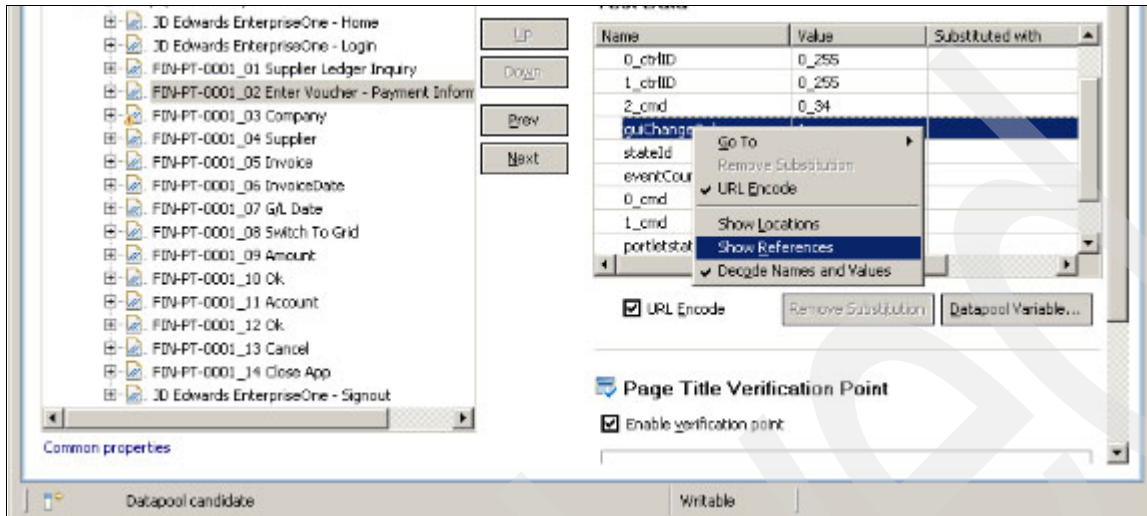 JD Edwards EnterpriseOne - Home
JD Edwards EnterpriseOne - Login
FIN-PT-0001_01 Supplier Ledger Inquiry
FIN-PT-0001_02 Enter Voucher - Payment Inform
FIN-PT-0001_03 Company
FIN-PT-0001_04 Supplier
FIN-PT-0001_05 Invoice
FIN-PT-0001_06 InvoiceDate
FIN-PT-0001_07 G/L Date
FIN-PT-0001_08 Switch To Grid
FIN-PT-0001_09 Amount
FIN-PT-0001_10 Ok
FIN-PT-0001_11 Account
FIN-PT-0001_12 Ok
FIN-PT-0001_13 Cancel
FIN-PT-0001_14 Close App
JD Edwards EnterpriseOne - Signout
Common properties
Up
Down
Prev
Next
Name Value Substituted with
0_ctrlID 0_255
1_ctrlID 0_255
2_cmd 0_34
guiChange
stateId
eventCour
0_cmd
1_cmd
portletstat
Go To
Remove Substitution
URL Encode
Show Locations
Show References
Decode Names and Values
URL Encode Remove Substitution Datapool Variable...
Page Title Verification Point
Enable verification point
Datapool candidate Writable